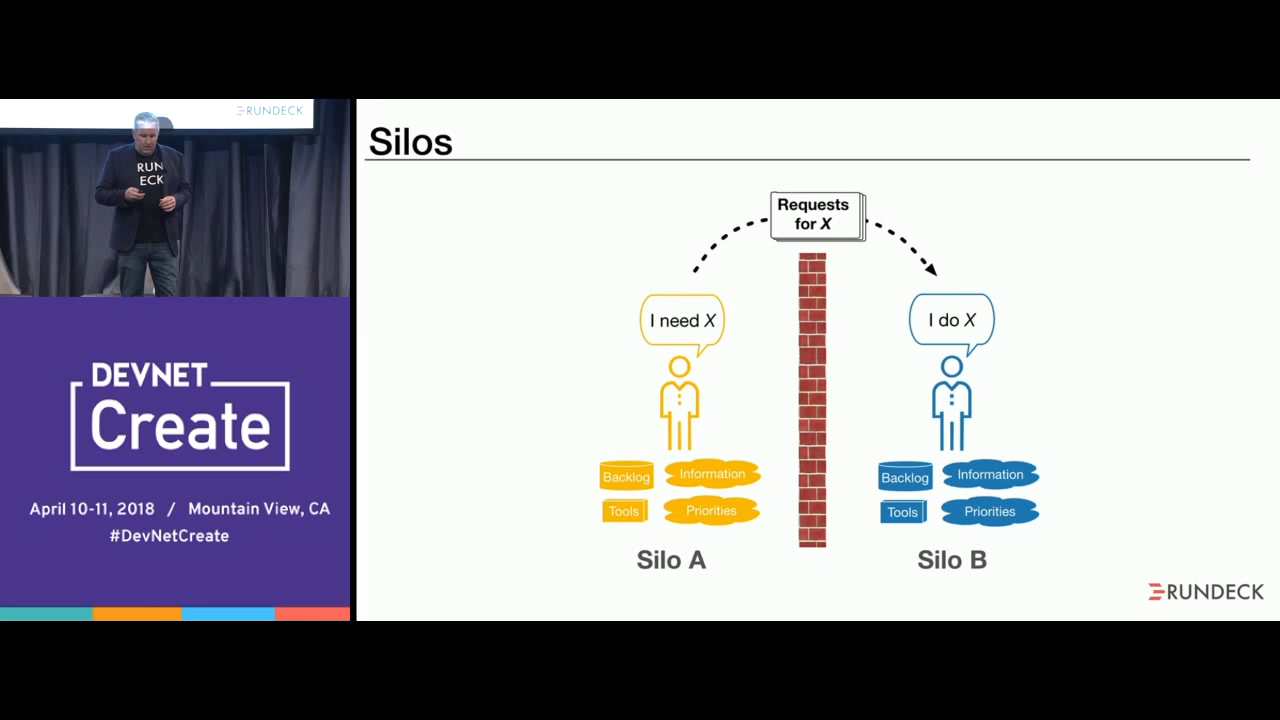 RUNDECK
RUN
ECK
DEVNET
Create
April 10-11, 2018 / Mountain View, CA
#DevNetCreate
Silos
Requests
for X
I need X
I do X
Backlog
Information
Tools
Priorities
Silo A
Backlog
Information
Tools
Priorities
Silo B
RUNDECK